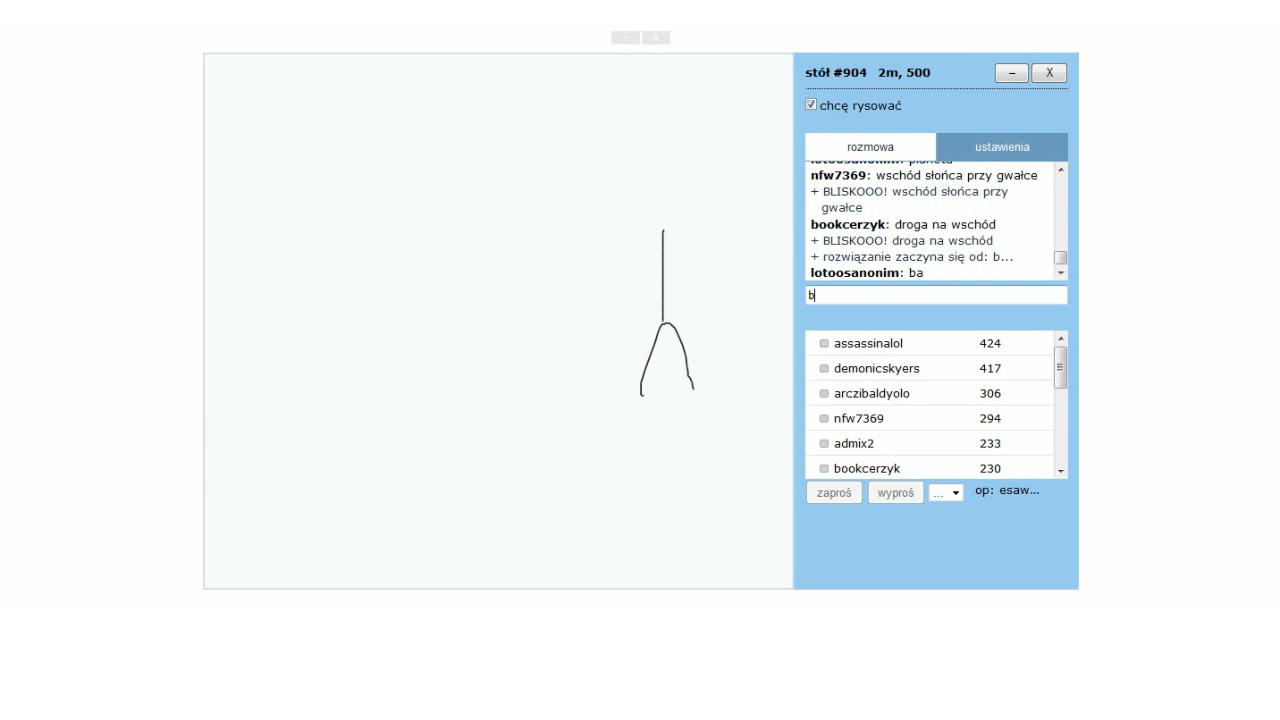 stół #904 2m, 500
– X
chcę rysować
rozmowa ustawienia
lotoosanonim: planeta
nfw7369: wschód słońca przy gwałce
+ BLISKOOO! wschód słońca przy
gwałce
bookcerzyk: droga na wschód
+ BLISKOOO! droga na wschód
+ rozwiązanie zaczyna się od: b...
lotoosanonim: ba
b
assassinalol 424
demonicskyers 417
arczibaldyolo 306
nfw7369 294
admix2 233
bookcerzyk 230
zaproś wyproś ... op: esaw...